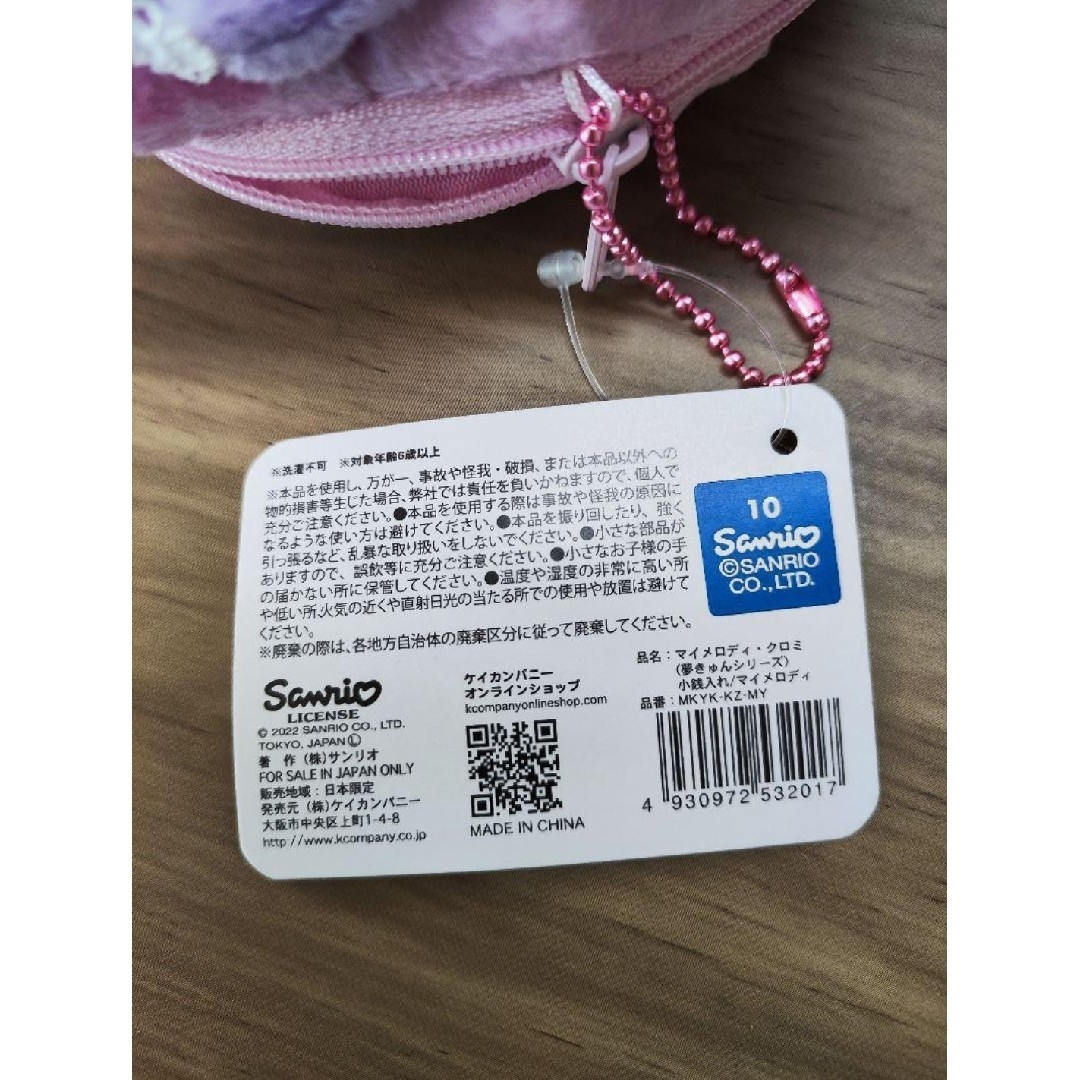 ※洗濯不可 ※対象年齢6歳以上
※本品を使用し、万が一、事故や怪我・破損、または本品以外への
物的損害等生じた場合、弊社では責任を負いかねますので、個人で
充分ご注意ください。●本品を使用する際は事故や怪我の原因に
なるような使い方は避けてください。●本品を振り回したり、強く
引っ張るなど、乱暴な取り扱いをしないでください。●小さな部品が
ありますので、誤飲等に充分ご注意ください。●小さなお子様の手
の届かない所に保管してください。●温度や湿度の非常に高い所
や低い所、火気の近くや直射日光の当たる所での使用や放置は避けて
ください。
※廃棄の際は、各地方自治体の廃棄区分に従って廃棄してください。
10
Sanrio
©SANRIO
CO.,LTD.
Sanrio
LICENSE
© 2022 SANRIO CO., LTD.
TOKYO, JAPAN Ⓛ
著 作 (株)サンリオ
FOR SALE IN JAPAN ONLY
販売地域:日本限定
発売元 (株)ケイカンパニー
大阪市中央区上町1-4-8
http://www.kcompany.co.jp
ケイカンパニー
オンラインショップ
kcompanyonlineshop.com
MADE IN CHINA
品名:マイメロディ・クロミ
(夢きゅんシリーズ)
小銭入れ/マイメロディ
品番:MKYK-KZ-MY
4 930972 532017